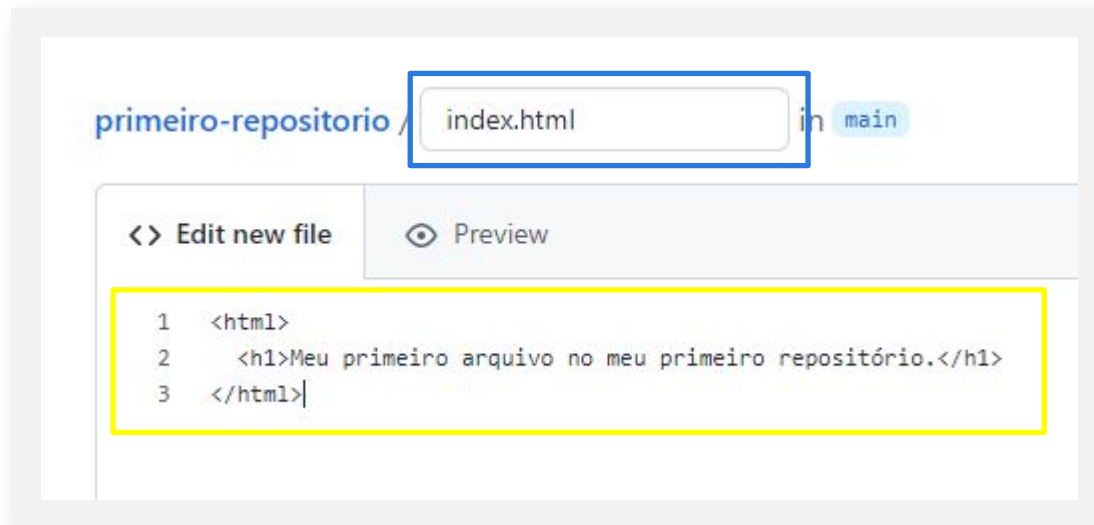 primeiro-repositorio / index.html in main
<> Edit new file Preview
1 <html>
2 <h1>Meu primeiro arquivo no meu primeiro repositório.</h1>
3 </html>